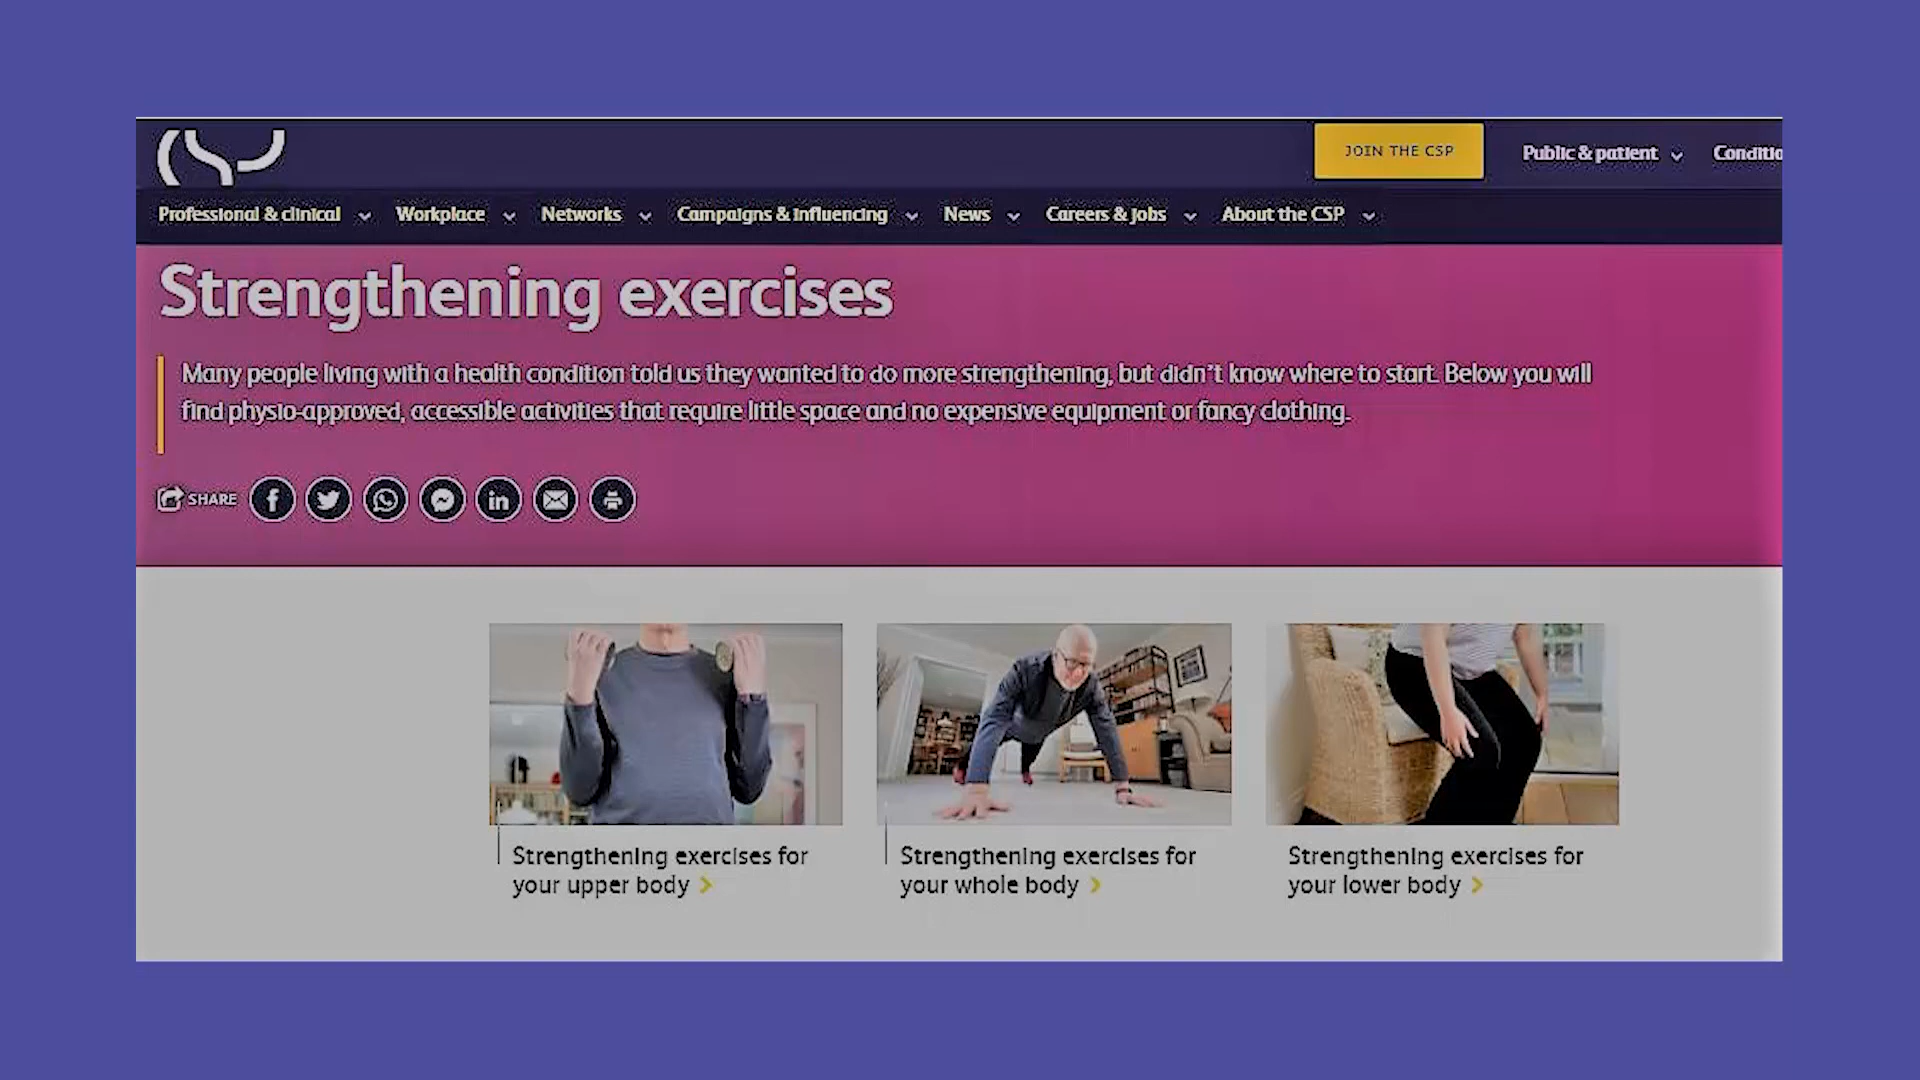 CSP
JOIN THE CSP
Public & patient
Conditio
Professional & clinical
Workplace
Networks
Campaigns & influencing
News
Careers & jobs
About the CSP
Strengthening exercises
Many people living with a health condition told us they wanted to do more strengthening, but didn't know where to start. Below you will
find physio-approved, accessible activities that require little space and no expensive equipment or fancy clothing.
SHARE
Strengthening exercises for
your upper body
Strengthening exercises for
your whole body
Strengthening exercises for
your lower body